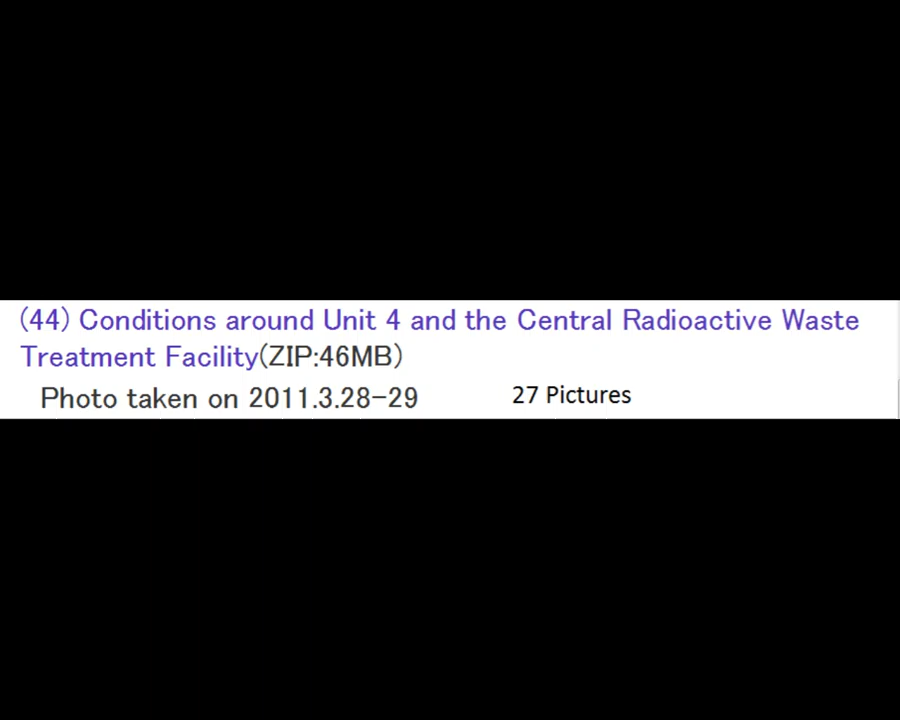 (44) Conditions around Unit 4 and the Central Radioactive Waste
Treatment Facility(ZIP:46MB)
Photo taken on 2011.3.28-29 27 Pictures